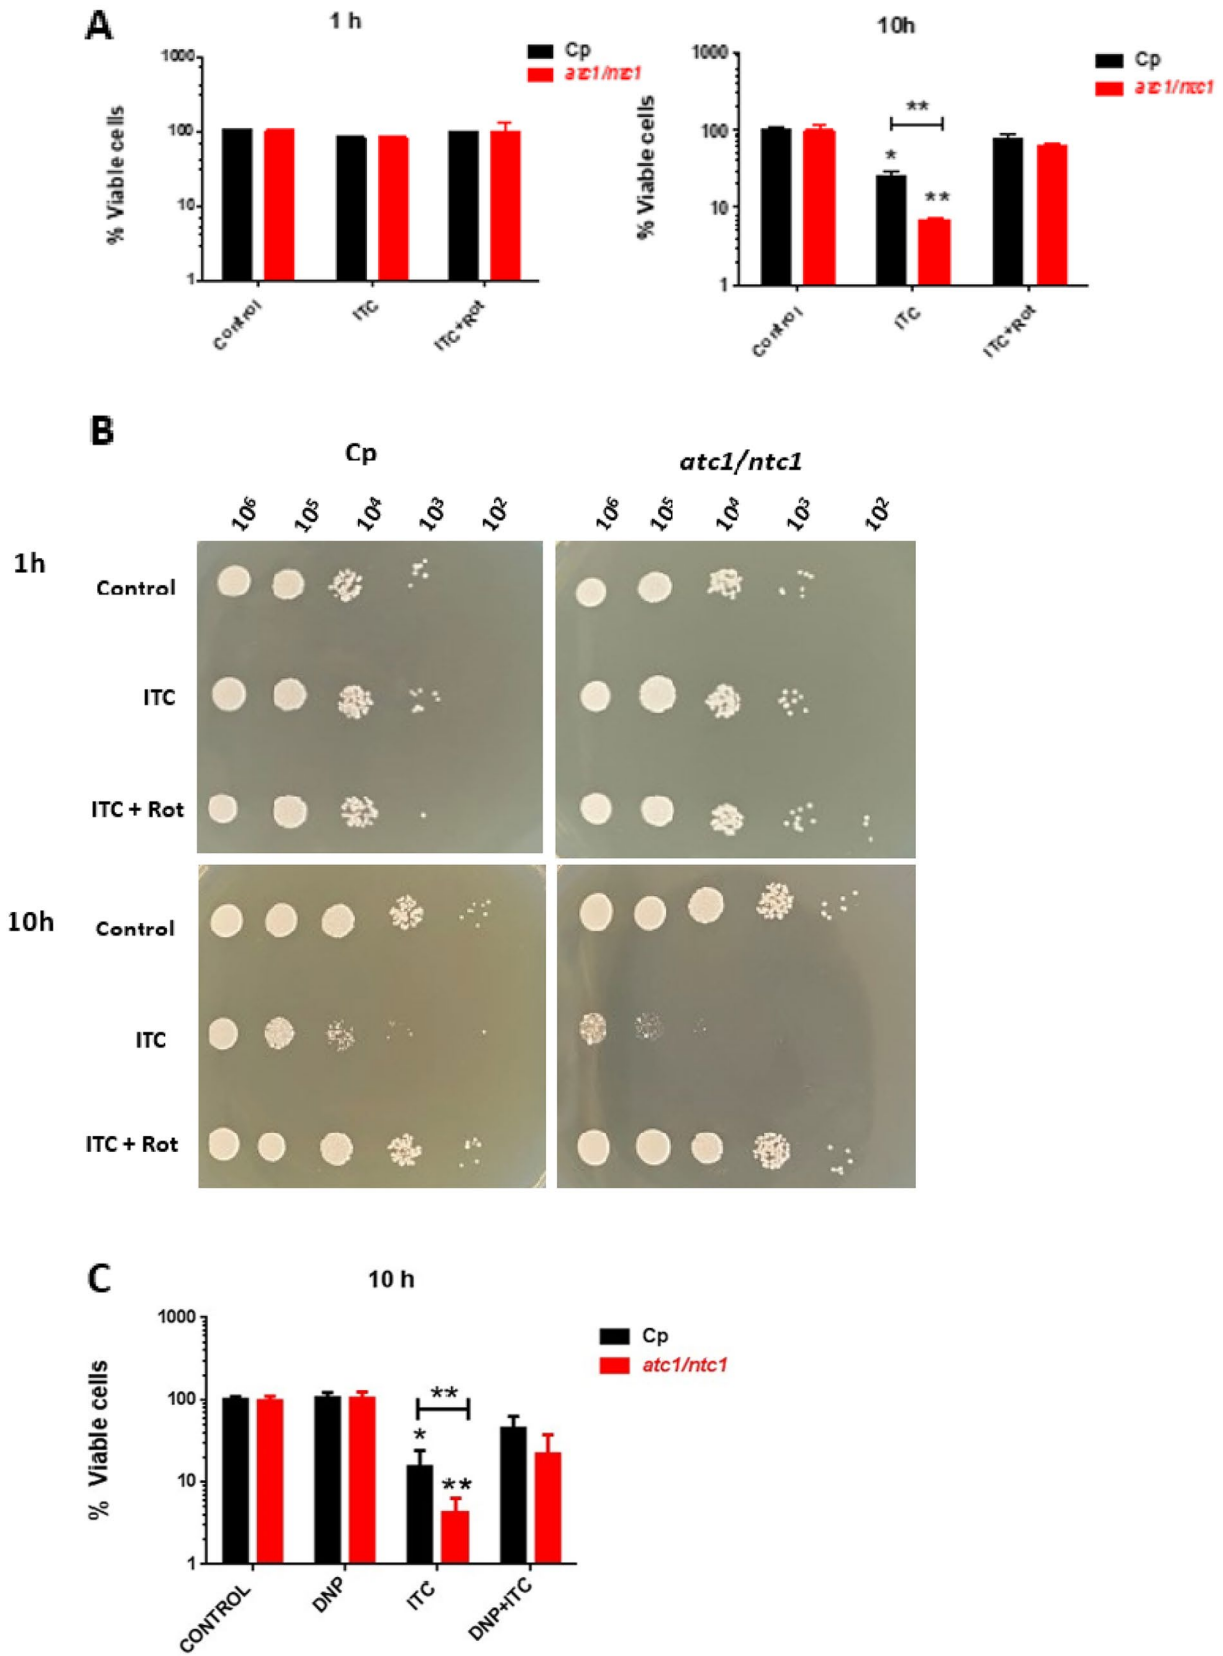 A
1 h
10h
Cp
atc1/ntc1
Cp
atc1/ntc1
% Viable cells
1000
100
10
1
Control
ITC
ITC+Rot
% Viable cells
1000
100
10
1
**
*
**
Control
ITC
ITC+Rot
B
Cp
atc1/ntc1
10⁶ 10⁵ 10⁴ 10³ 10²
10⁶ 10⁵ 10⁴ 10³ 10²
1h
Control
ITC
ITC + Rot
10h
Control
ITC
ITC + Rot
C
10 h
Cp
atc1/ntc1
% Viable cells
1000
100
10
1
**
*
**
CONTROL
DNP
ITC
DNP+ITC